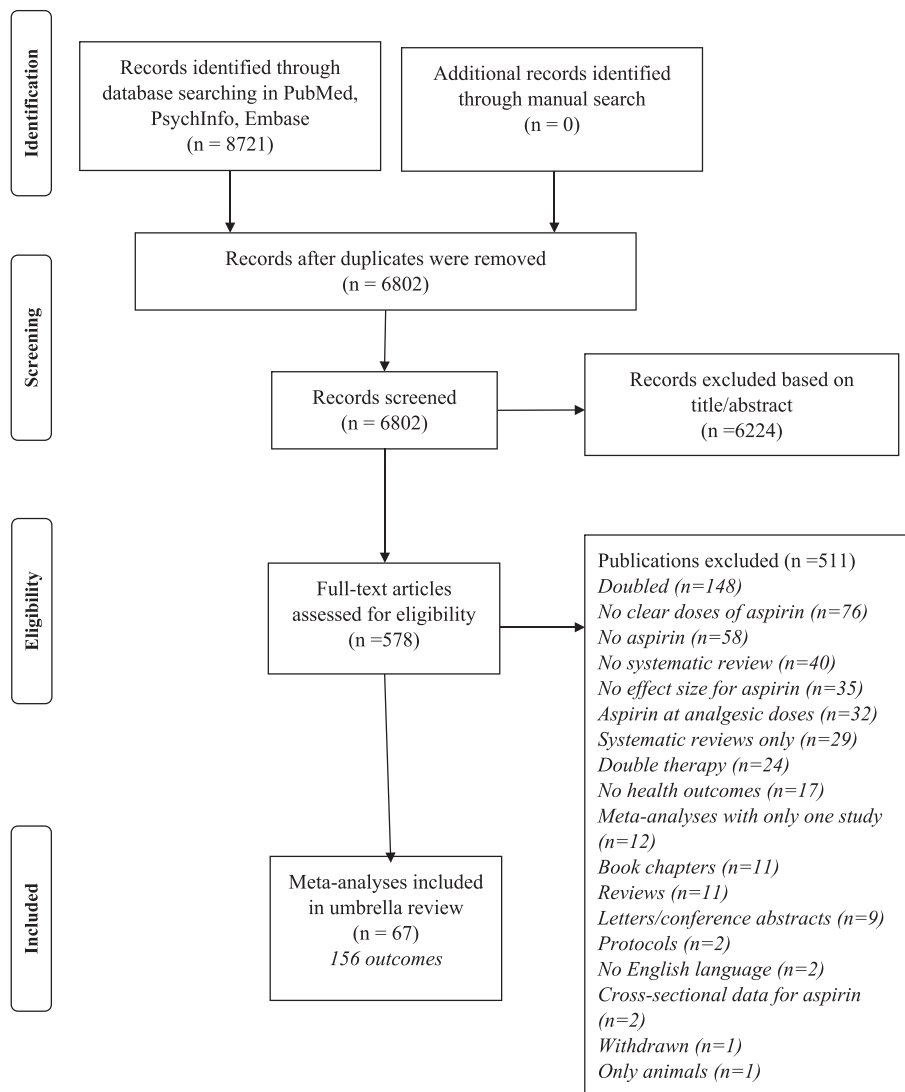 Identification
Records identified through
database searching in PubMed,
PsychInfo, Embase
(n = 8721)
Additional records identified
through manual search
(n = 0)
Screening
Records after duplicates were removed
(n = 6802)
Records screened
(n = 6802)
Records excluded based on
title/abstract
(n =6224)
Eligibility
Full-text articles
assessed for eligibility
(n =578)
Publications excluded (n =511)
Doubled (n=148)
No clear doses of aspirin (n=76)
No aspirin (n=58)
No systematic review (n=40)
No effect size for aspirin (n=35)
Aspirin at analgesic doses (n=32)
Systematic reviews only (n=29)
Double therapy (n=24)
No health outcomes (n=17)
Meta-analyses with only one study
(n=12)
Book chapters (n=11)
Reviews (n=11)
Letters/conference abstracts (n=9)
Protocols (n=2)
No English language (n=2)
Cross-sectional data for aspirin
(n=2)
Withdrawn (n=1)
Only animals (n=1)
Included
Meta-analyses included
in umbrella review
(n = 67)
156 outcomes